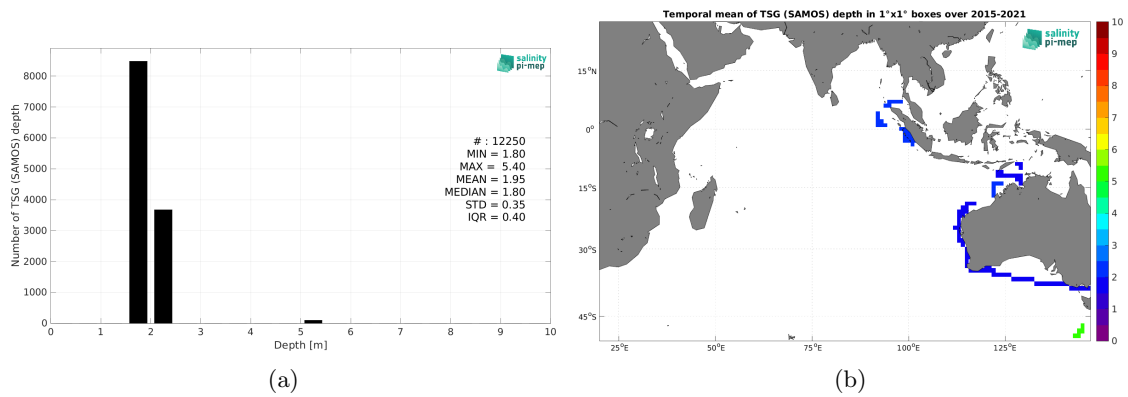 salinity
pi-mep
8000
7000
6000
5000
4000
3000
2000
1000
0
Number of TSG (SAMOS) depth
# : 12250
MIN = 1.80
MAX = 5.40
MEAN = 1.95
MEDIAN = 1.80
STD = 0.35
IQR = 0.40
0 1 2 3 4 5 6 7 8 9 10
Depth [m]
(a)
Temporal mean of TSG (SAMOS) depth in 1°x1° boxes over 2015-2021
salinity
pi-mep
15°N
0°
15°S
30°S
45°S
25°E 50°E 75°E 100°E 125°E
10
9
8
7
6
5
4
3
2
1
0
(b)